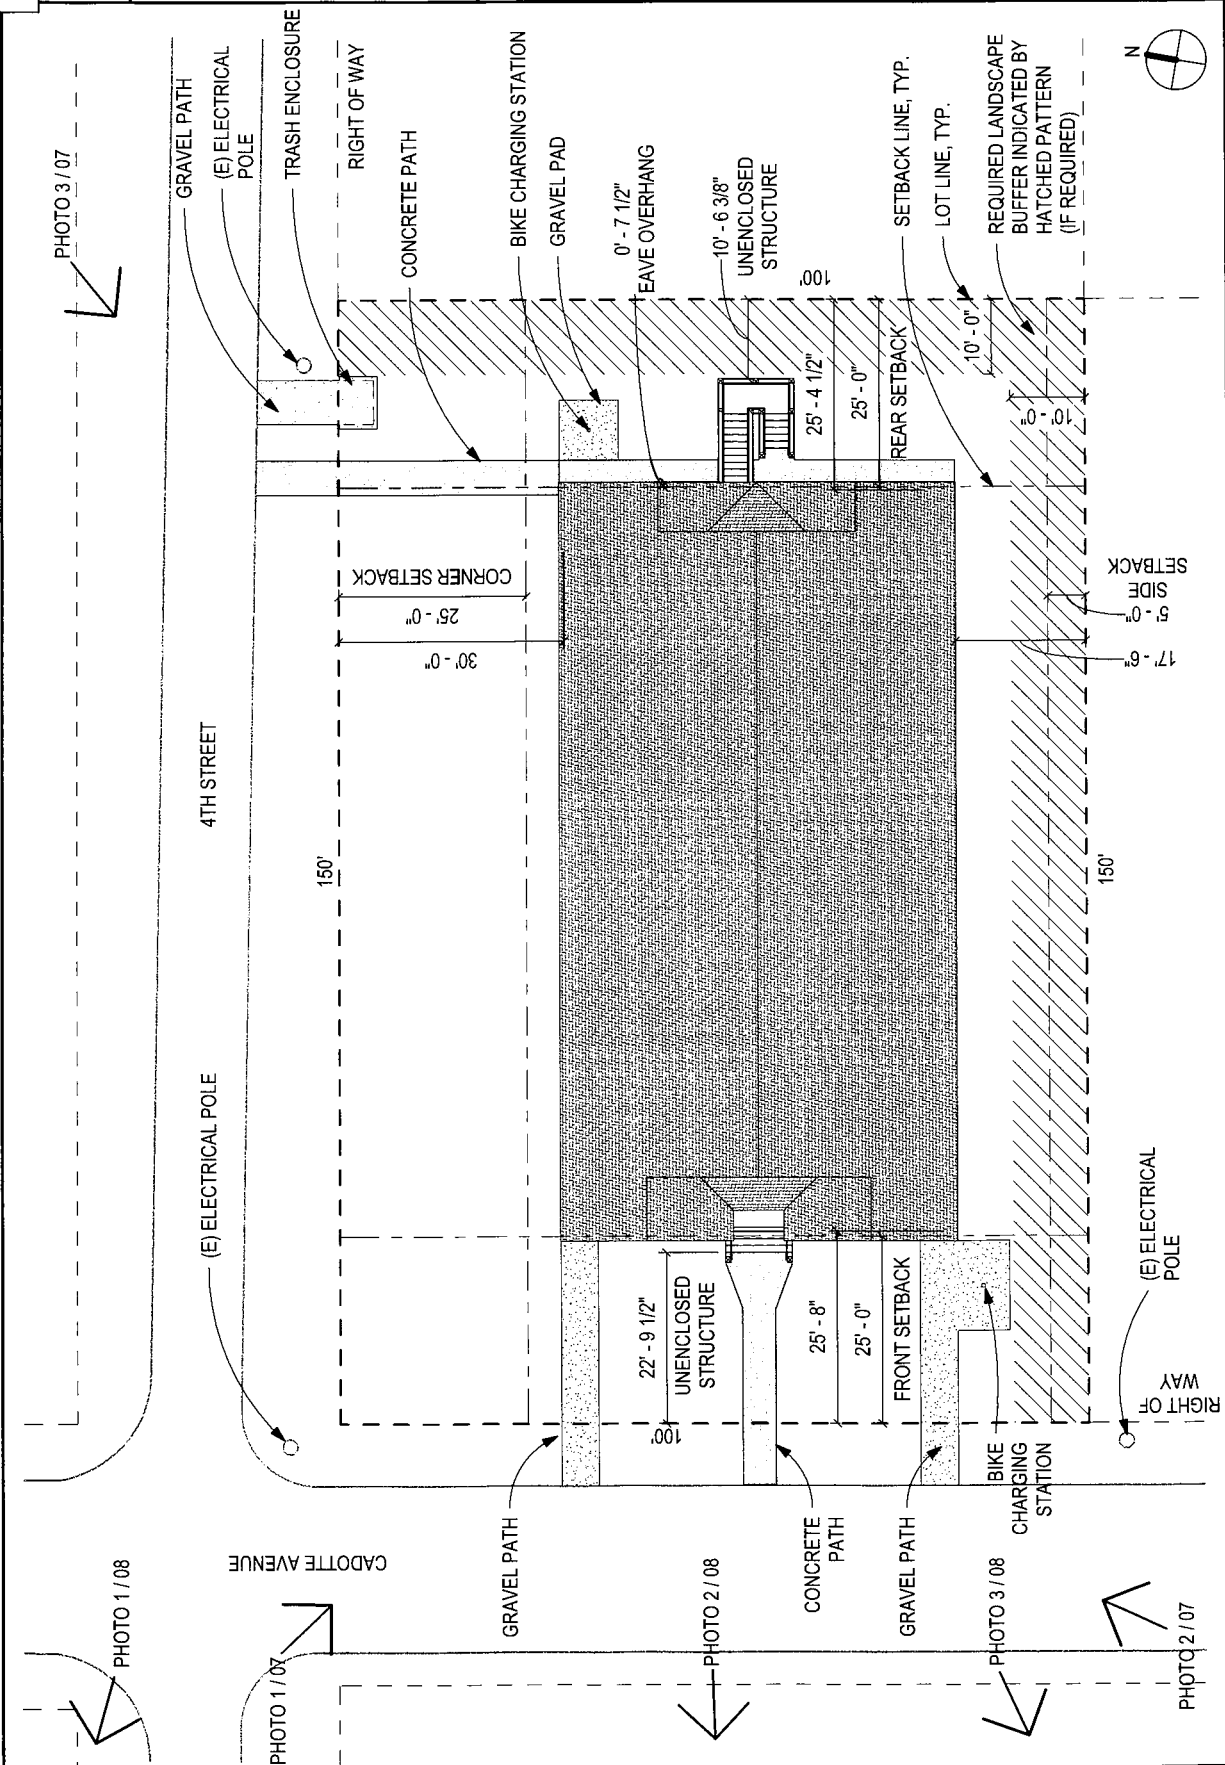 PHOTO 3 / 07
GRAVEL PATH
(E) ELECTRICAL
POLE
TRASH ENCLOSURE
RIGHT OF WAY
CONCRETE PATH
BIKE CHARGING STATION
GRAVEL PAD
0' - 7 1/2"
EAVE OVERHANG
10' - 6 3/8"
UNENCLOSED
STRUCTURE
100'
SETBACK LINE, TYP.
LOT LINE, TYP.
REQUIRED LANDSCAPE
BUFFER INDICATED BY
HATCHED PATTERN
(IF REQUIRED)
N
25' - 4 1/2"
25' - 0"
REAR SETBACK
10' - 0"
10' - 0"
CORNER SETBACK
25' - 0"
30' - 0"
SIDE
SETBACK
5' - 0"
17' - 6"
4TH STREET
150'
150'
(E) ELECTRICAL POLE
22' - 9 1/2"
UNENCLOSED
STRUCTURE
25' - 8"
25' - 0"
FRONT SETBACK
100'
(E) ELECTRICAL
POLE
RIGHT OF
WAY
GRAVEL PATH
CONCRETE
PATH
GRAVEL PATH
BIKE
CHARGING
STATION
CADOTTE AVENUE
PHOTO 1 / 08
PHOTO 1 / 07
PHOTO 2 / 08
PHOTO 3 / 08
PHOTO 2 / 07